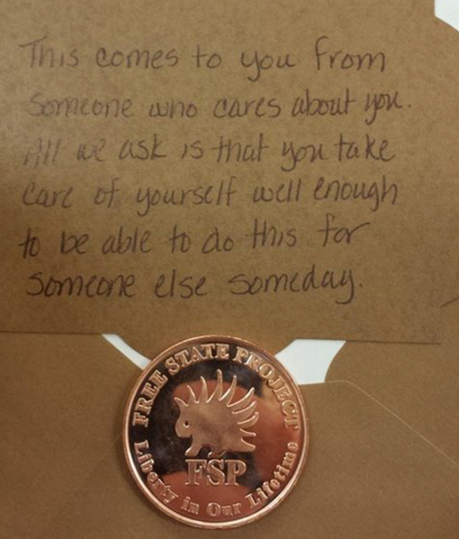 This comes to you from
someone who cares about you.
All we ask is that you take
care of yourself well enough
to be able to do this for
someone else someday.
FREE STATE PROJECT
FSP
Liberty in Our Lifetime